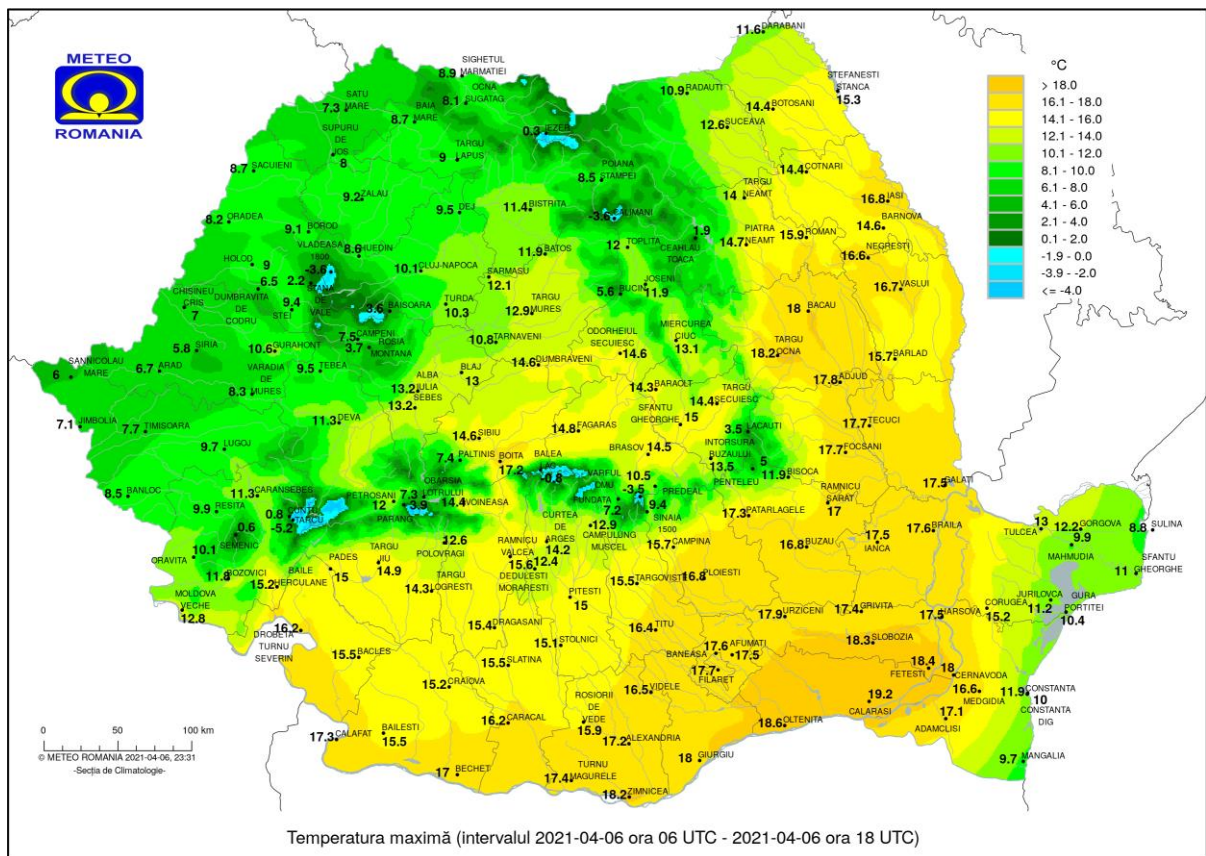 METEO
ROMANIA
°C
> 18.0
16.1 - 18.0
14.1 - 16.0
12.1 - 14.0
10.1 - 12.0
8.1 - 10.0
6.1 - 8.0
4.1 - 6.0
2.1 - 4.0
0.1 - 2.0
-1.9 - 0.0
-3.9 - -2.0
<= -4.0
11.6 DARABANI
8.9 SIGHETUL
MARMATIEI
8.1 OCNA
SUGATAG
7.3 SATU
MARE
8.7 BAIA
MARE
0.3 IEZER
10.9 RADAUTI
14.4 BOTOSANI
STEFANESTI
STANCA
15.3
12.6 SUCEAVA
SUPURU
DE
JOS
8
TARGU
LAPUS
9
8.7 SACUIENI
POIANA
STAMPEI
8.5
14.4 COTNARI
9.2 ZALAU
8.2 ORADEA
9.5 DEJ
11.4 BISTRITA
-3.6 CALIMANI
TARGU
NEAMT
14
16.8 IASI
BARNOVA
14.6
9.1 BOROD
VLADEASA
1800
-3.6
8.6 HUEDIN
11.9 BATOS
12 TOPLITA
1.9
CEAHLAU
TOACA
PIATRA
NEAMT
14.7
15.9 ROMAN
NEGRESTI
16.6
HOLOD
9
10.1 CLUJ-NAPOCA
SARMASU
12.1
JOSENI
11.9
5.6 BUCIN
16.7 VASLUI
6.5
DUMBRAVITA
DE
CODRU
2.2
STANA
DE
VALE
9.4
STEI
CHISINEU
CRIS
7
3.6 BAISOARA
TURDA
10.3
TARGU
MURES
12.9
18
BACAU
7.5 CAMPENI
3.7 ROSIA
MONTANA
10.8 TARNAVENI
ODORHEIUL
SECUIESC
14.6
MIERCUREA
CIUC
13.1
TARGU
OCNA
18.2
15.7 BARLAD
SIRIA
5.8
10.6 GURAHONT
SANNICOLAU
MARE
6
6.7 ARAD
VARADIA
DE
MURES
8.3
9.5 TEBEA
14.6 DUMBRAVENI
BLAJ
13
ALBA
IULIA
13.2
SEBES
13.2
14.3 BARAOLT
TARGU
SECUIESC
14.4
17.8 ADJUD
JIMBOLIA
7.1
7.7 TIMISOARA
11.3 DEVA
SFANTU
GHEORGHE
15
LACAUTI
3.5
17.7 TECUCI
9.7 LUGOJ
14.6 SIBIU
14.8 FAGARAS
BRASOV
14.5
INTORSURA
BUZAULUI
13.5
PENTELEU
5
17.7 FOCSANI
11.9 BISOCA
PALTINIS
7.4
BOITA
17.2
BALEA
LAC
-0.8
VARFUL
OMU
-3.5
10.5
PREDEAL
9.4
FUNDATA
7.2
SINAIA
1500
8.5 BANLOC
11.3 CARANSEBES
9.9 RESITA
0.8
CUNTU
-5.2
TARCU
0.6
SEMENIC
PETROSANI
12
7.3
OBARSIA
LOTRULUI
-3.9
PARANG
14.4 VOINEASA
12.9
CAMPULUNG
MUSCEL
CURTEA
DE
ARGES
14.2
17.3 PATARLAGELE
RAMNICU
SARAT
17
17.5 GALATI
17.6 BRAILA
13
TULCEA
12.2 GORGOVA
9.9
MAHMUDIA
8.8 SULINA
10.1
ORAVITA
12.6
POLOVRAGI
RAMNICU
VALCEA
15.6
12.4
DEDULESTI
MORARESTI
15.7 CAMPINA
16.8 BUZAU
17.5
IANCA
SFANTU
GHEORGHE
11
11.8 BOZOVICI
BAILE
HERCULANE
15.2
PADES
15
TARGU
JIU
14.9
TARGU
LOGRESTI
14.3
15.5 TARGOVISTE
PLOIESTI
16.8
PITESTI
15
MOLDOVA
VECHE
12.8
17.9 URZICENI
17.4 GRIVITA
17.5 HARSOVA
CORUGEA
15.2
JURILOVCA
11.2
GURA
PORTITEI
10.4
16.2
DROBETA
TURNU
SEVERIN
15.4 DRAGASANI
15.1 STOLNICI
16.4 TITU
18.3 SLOBOZIA
15.5 BACLES
15.5 SLATINA
17.6 AFUMATI
17.5
BANEASA
17.7
FILARET
18.4
FETESTI
18
CERNAVODA
15.2
CRAIOVA
16.5 VIDELE
19.2
CALARASI
16.6
MEDGIDIA
11.9 CONSTANTA
10
CONSTANTA
DIG
ROSIORII
DE
VEDE
15.9
17.1
ADAMCLISI
16.2 CARACAL
18.6 OLTENITA
17.3 CALAFAT
BAILESTI
15.5
17.2 ALEXANDRIA
18 GIURGIU
9.7 MANGALIA
17 BECHET
TURNU
MAGURELE
17.4
18.2 ZIMNICEA
0 50 100 km
© METEO ROMANIA 2021-04-06, 23:31
-Secția de Climatologie-
Temperatura maximă (intervalul 2021-04-06 ora 06 UTC - 2021-04-06 ora 18 UTC)